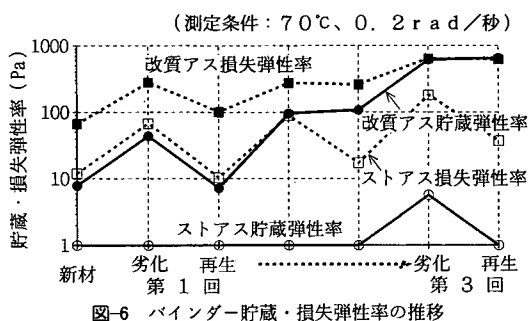 (測定条件:70℃、0.2rad/秒)
貯蔵・損失弾性率(Pa)
1000
100
10
1
改質アス損失弾性率
改質アス貯蔵弾性率
ストアス損失弾性率
ストアス貯蔵弾性率
新材 劣化 再生 劣化 再生
第1回 第3回
図-6 バインダー貯蔵・損失弾性率の推移